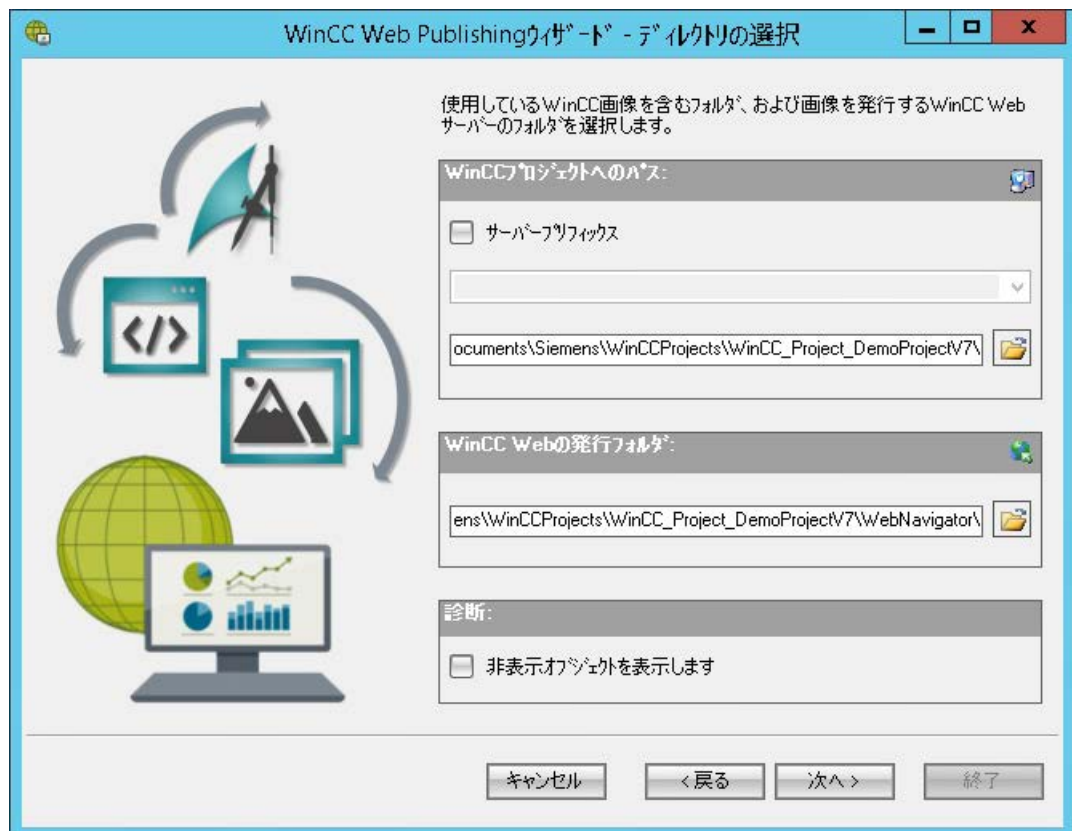 WinCC Web Publishingウィザード - ディレクトリの選択
使用しているWinCC画像を含むフォルダ、および画像を発行するWinCC Web
サーバーのフォルダを選択します。
WinCCプロジェクトへのパス:
サーバープリフィックス
ocuments\Siemens\WinCCProjects\WinCC_Project_DemoProjectV7\
WinCC Webの発行フォルダ:
ens\WinCCProjects\WinCC_Project_DemoProjectV7\WebNavigator\
診断:
非表示オブジェクトを表示します
</>
キャンセル <戻る 次へ> 終了